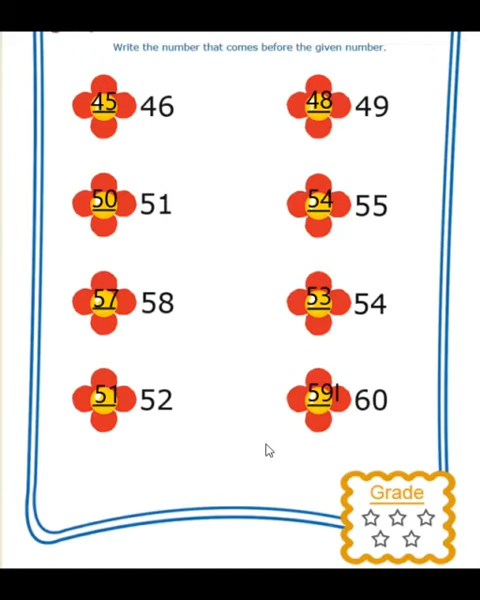 Write the number that comes before the given number.
45 46 48 49
50 51 54 55
57 58 53 54
51 52 59 60
Grade